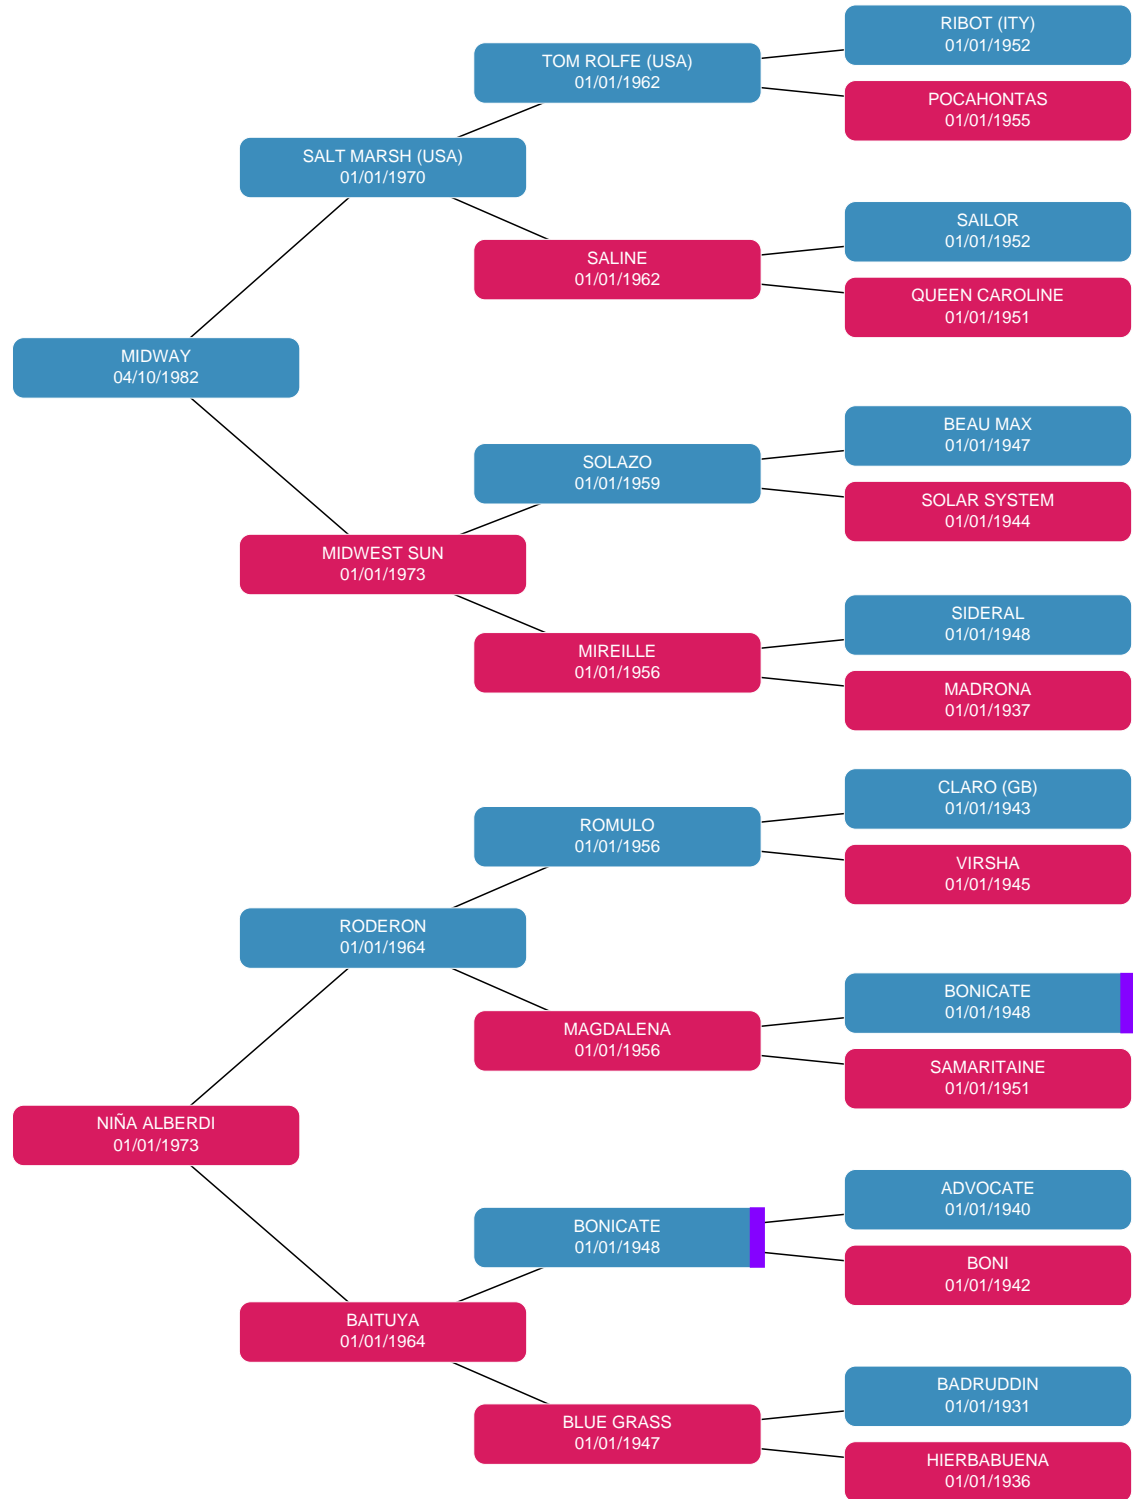 RIBOT (ITY)
01/01/1952
TOM ROLFE (USA)
01/01/1962
POCAHONTAS
01/01/1955
SALT MARSH (USA)
01/01/1970
SAILOR
01/01/1952
SALINE
01/01/1962
QUEEN CAROLINE
01/01/1951
MIDWAY
04/10/1982
BEAU MAX
01/01/1947
SOLAZO
01/01/1959
SOLAR SYSTEM
01/01/1944
MIDWEST SUN
01/01/1973
SIDERAL
01/01/1948
MIREILLE
01/01/1956
MADRONA
01/01/1937
CLARO (GB)
01/01/1943
ROMULO
01/01/1956
VIRSHA
01/01/1945
RODERON
01/01/1964
BONICATE
01/01/1948
MAGDALENA
01/01/1956
SAMARITAINE
01/01/1951
NIÑA ALBERDI
01/01/1973
ADVOCATE
01/01/1940
BONICATE
01/01/1948
BONI
01/01/1942
BAITUYA
01/01/1964
BADRUDDIN
01/01/1931
BLUE GRASS
01/01/1947
HIERBABUENA
01/01/1936